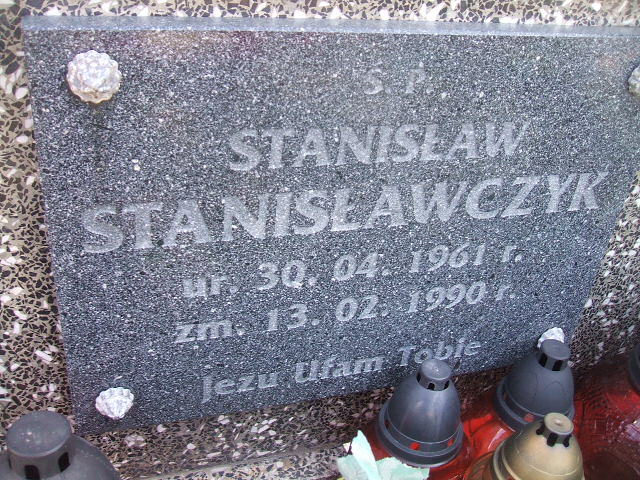 Ś. P.
STANISŁAW
STANISŁAWCZYK
ur. 30. 04. 1961 r.
zm. 13. 02. 1990 r.
Jezu Ufam Tobie